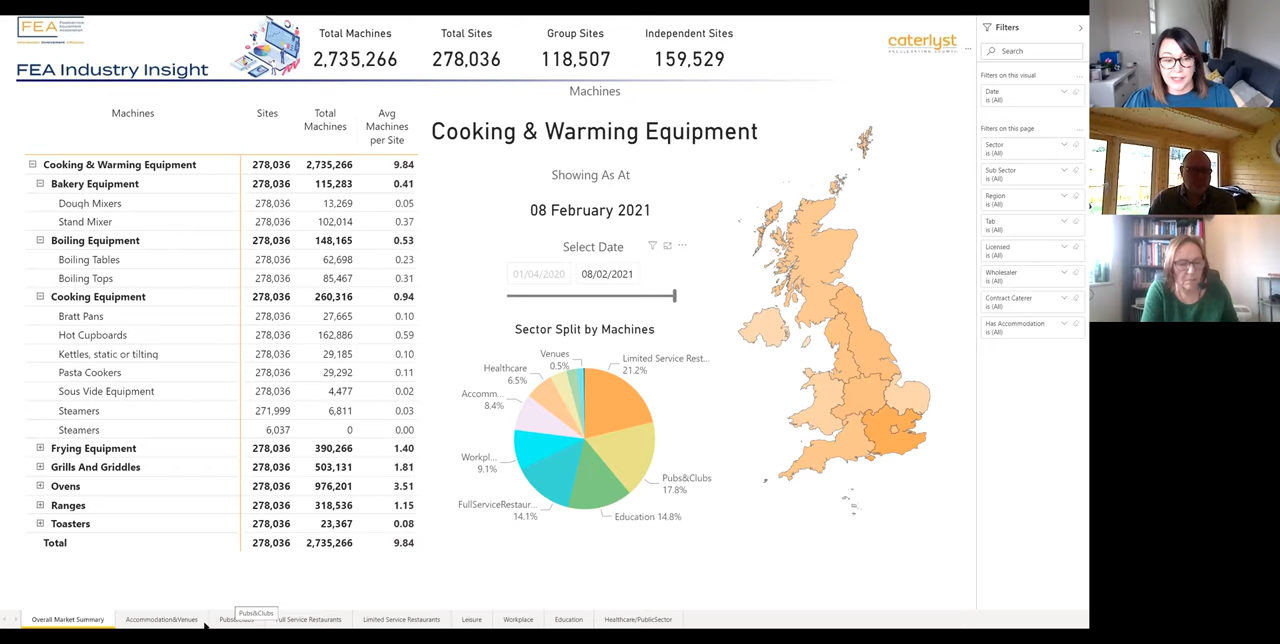 FEA
FEA Industry Insight
Total Machines
2,735,266
Total Sites
278,036
Group Sites
118,507
Independent Sites
159,529
caterlyst
Machines
Cooking & Warming Equipment
Showing As At
08 February 2021
Select Date
01/04/2020 08/02/2021
Machines Sites Total Machines Avg Machines per Site
Cooking & Warming Equipment 278,036 2,735,266 9.84
Bakery Equipment 278,036 115,283 0.41
Dough Mixers 278,036 13,269 0.05
Stand Mixer 278,036 102,014 0.37
Boiling Equipment 278,036 148,165 0.53
Boiling Tables 278,036 62,698 0.23
Boiling Tops 278,036 85,467 0.31
Cooking Equipment 278,036 260,316 0.94
Bratt Pans 278,036 27,665 0.10
Hot Cupboards 278,036 162,886 0.59
Kettles, static or tilting 278,036 29,185 0.10
Pasta Cookers 278,036 29,292 0.11
Sous Vide Equipment 278,036 4,477 0.02
Steamers 271,999 6,811 0.03
Steamers 6,037 0 0.00
Frying Equipment 278,036 390,266 1.40
Grills And Griddles 278,036 503,131 1.81
Ovens 278,036 976,201 3.51
Ranges 278,036 318,536 1.15
Toasters 278,036 23,367 0.08
Total 278,036 2,735,266 9.84
Sector Split by Machines
Venues
0.5%
Limited Service Rest...
21.2%
Healthcare
6.5%
Accomm...
8.4%
Workpl...
9.1%
Pubs&Clubs
17.8%
FullServiceRestaur...
14.1%
Education 14.8%
Filters
Search
Filters on this visual
Date
is (All)
Filters on this page
Sector
is (All)
Sub Sector
is (All)
Region
is (All)
Tab
is (All)
Licensed
is (All)
Wholesaler
is (All)
Contract Caterer
is (All)
Has Accommodation
is (All)
Pubs&Clubs
Overall Market Summary Accommodation&Venues Pubs&Clubs Full Service Restaurants Limited Service Restaurants Leisure Workplace Education Healthcare/PublicSector